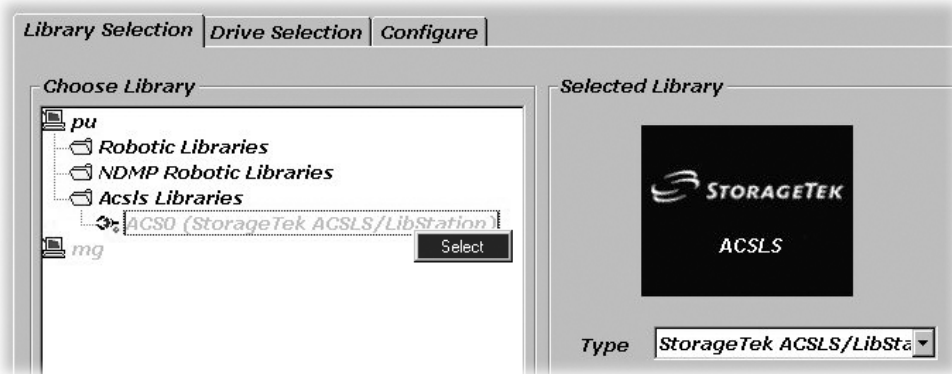 Library Selection Drive Selection Configure
Choose Library
pu
Robotic Libraries
NDMP Robotic Libraries
Acsls Libraries
ACS0 (StorageTek ACSLS/LibStation)
Select
mg
Selected Library
STORAGETEK
ACSLS
Type StorageTek ACSLS/LibSta